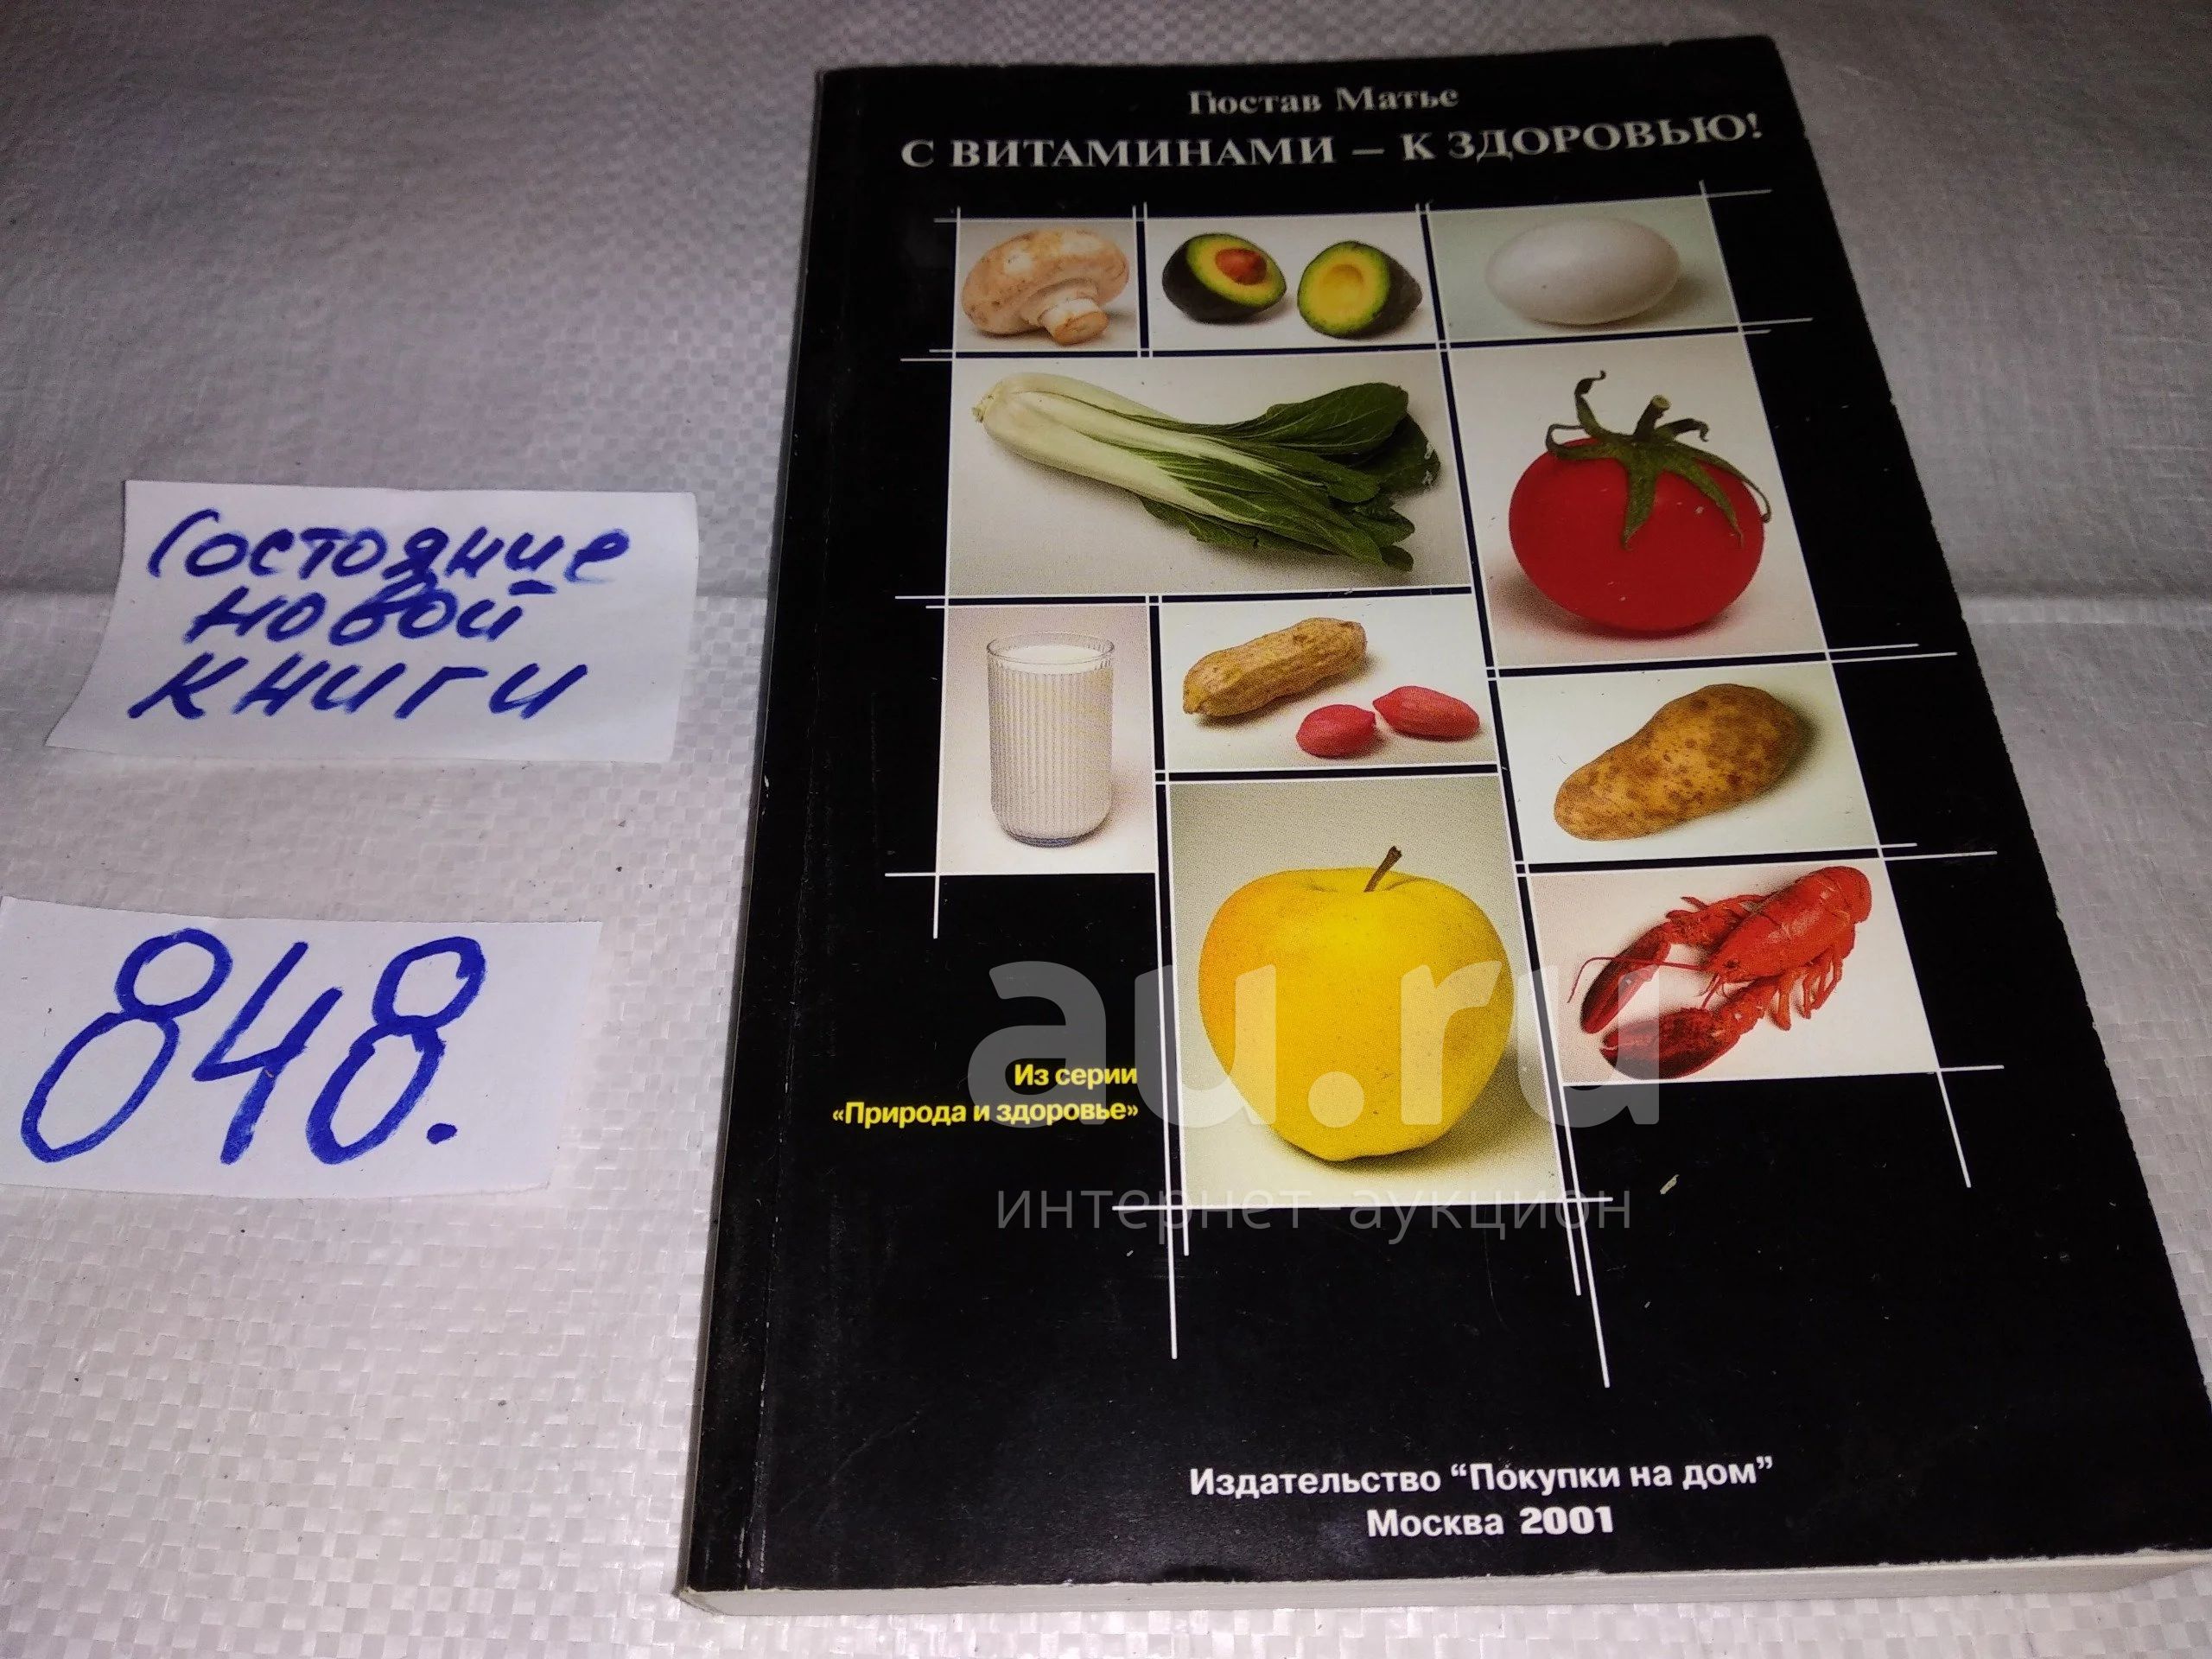 Гюстав Матье
С ВИТАМИНАМИ – К ЗДОРОВЬЮ!
Состояние
новой
книги
848.
Из серии
«Природа и здоровье»
au.ru
интернет-аукцион
Издательство “Покупки на дом”
Москва 2001